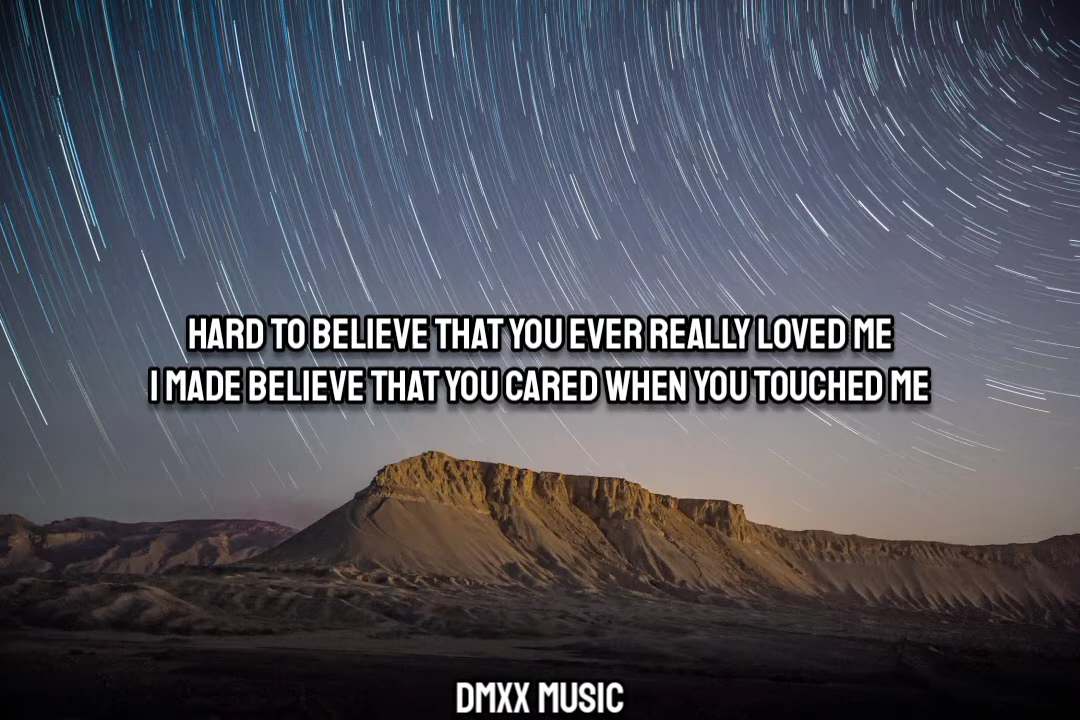 HARD TO BELIEVE THAT YOU EVER REALLY LOVED ME
I MADE BELIEVE THAT YOU CARED WHEN YOU TOUCHED ME
DMXX MUSIC